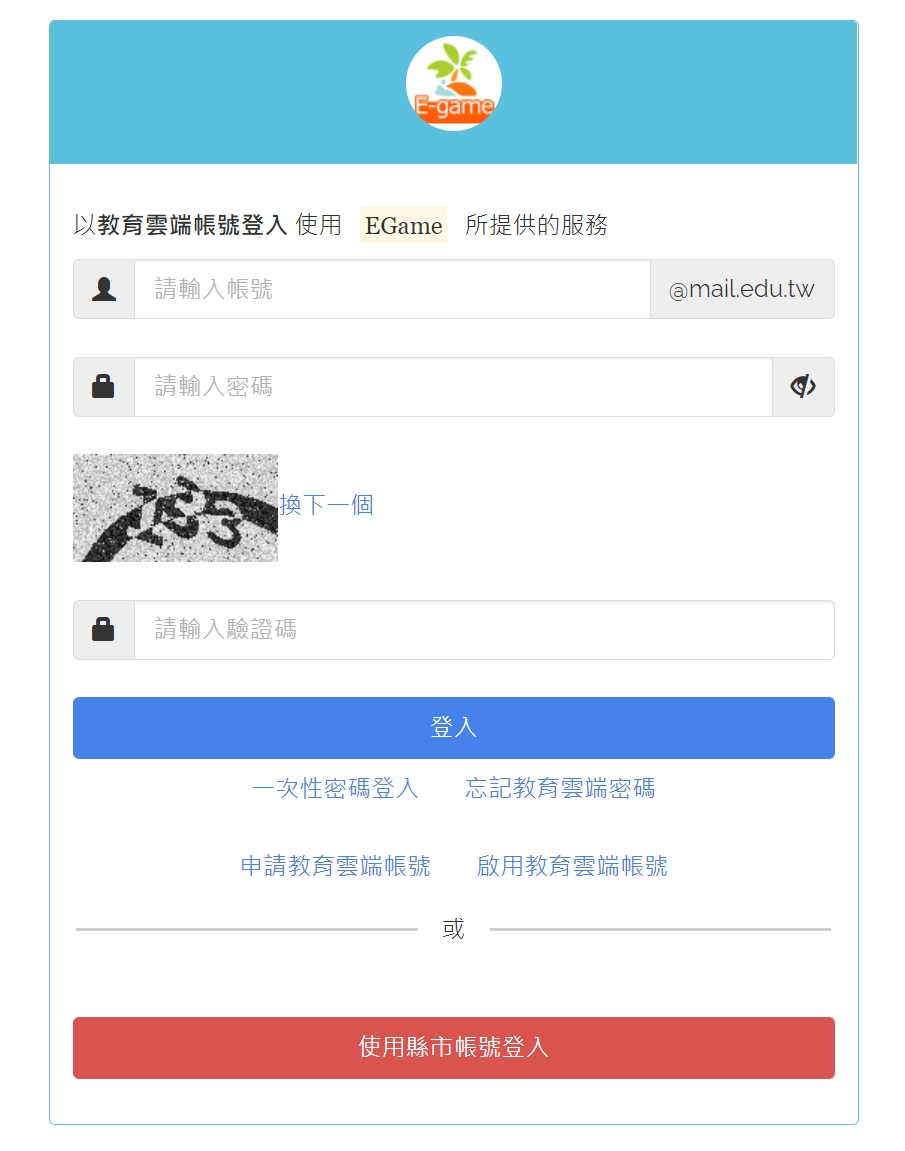 E-game
以教育雲端帳號登入 使用 EGame 所提供的服務
請輸入帳號 @mail.edu.tw
請輸入密碼
換下一個
請輸入驗證碼
登入
一次性密碼登入 忘記教育雲端密碼
申請教育雲端帳號 啟用教育雲端帳號
或
使用縣市帳號登入